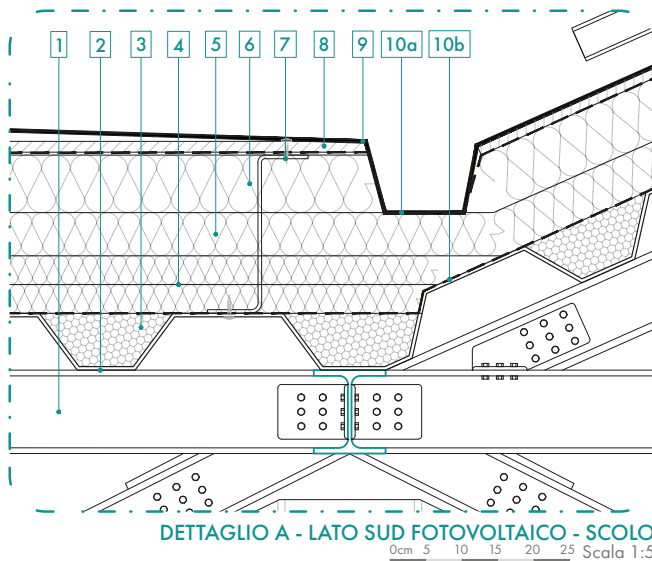 1 2 3 4 5 6 7 8 9 10a 10b
DETTAGLIO A - LATO SUD FOTOVOLTAICO - SCOLO
0cm 5 10 15 20 25 Scala 1:5